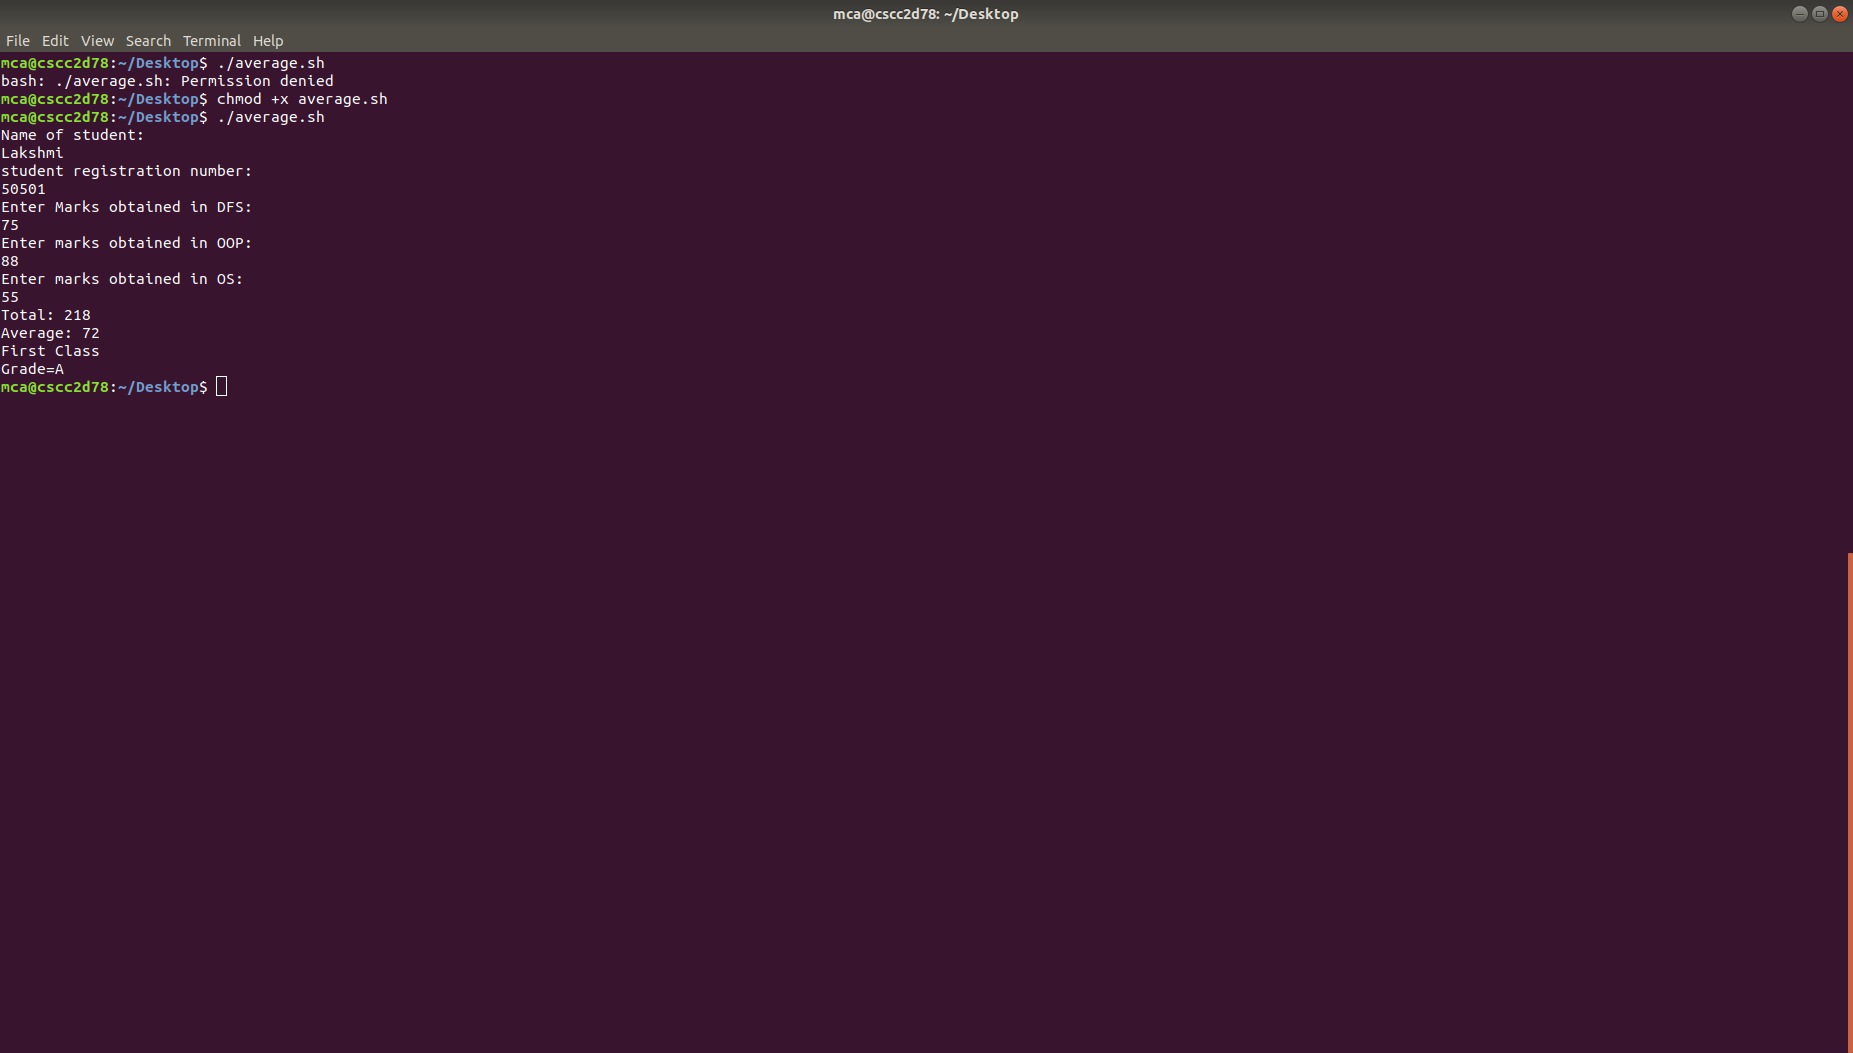 mca@cscc2d78: ~/Desktop
File Edit View Search Terminal Help
mca@cscc2d78:~/Desktop$ ./average.sh
bash: ./average.sh: Permission denied
mca@cscc2d78:~/Desktop$ chmod +x average.sh
mca@cscc2d78:~/Desktop$ ./average.sh
Name of student:
Lakshmi
student registration number:
50501
Enter Marks obtained in DFS:
75
Enter marks obtained in OOP:
88
Enter marks obtained in OS:
55
Total: 218
Average: 72
First Class
Grade=A
mca@cscc2d78:~/Desktop$